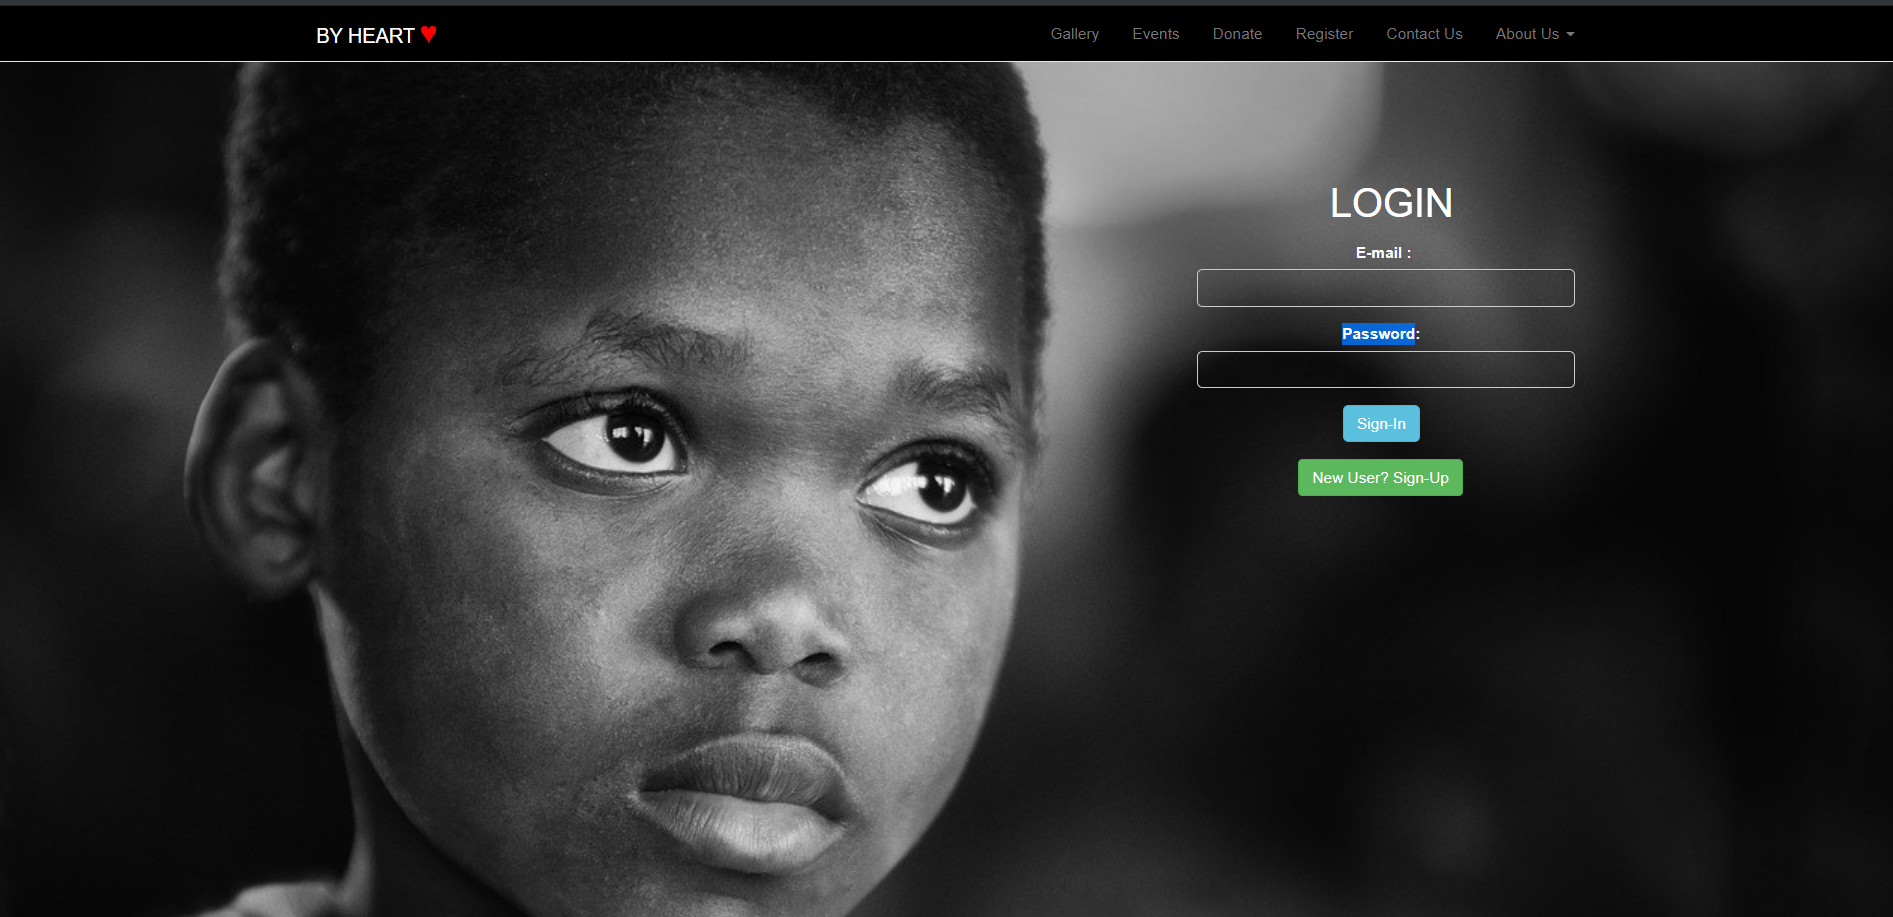 BY HEART ♥ Gallery Events Donate Register Contact Us About Us
LOGIN
E-mail :
Password:
Sign-In
New User? Sign-Up